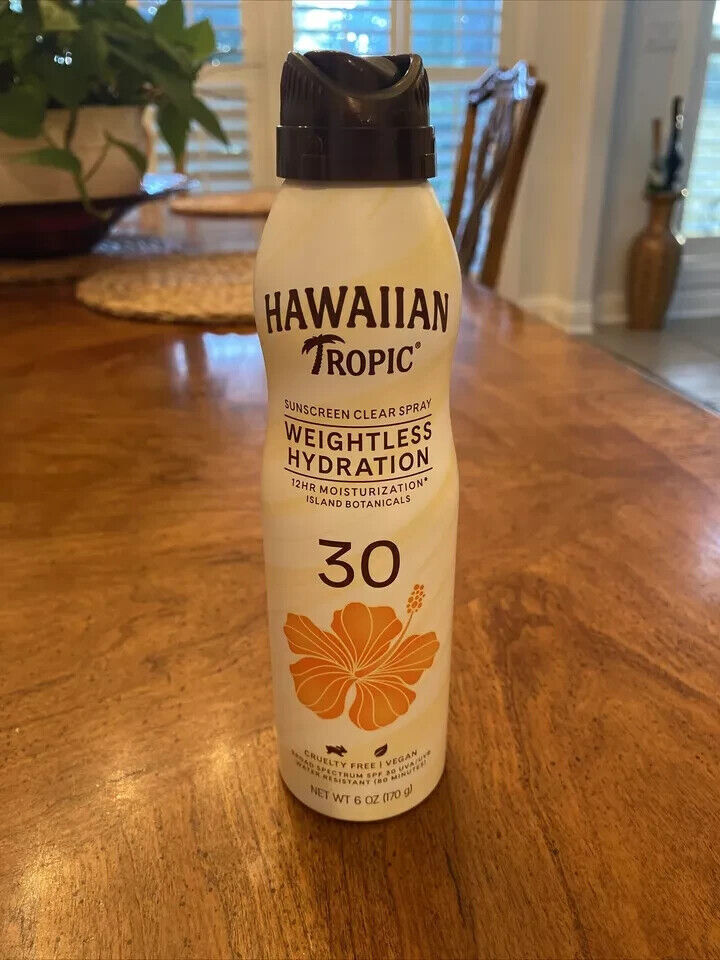 HAWAIIAN
TROPIC®
SUNSCREEN CLEAR SPRAY
WEIGHTLESS
HYDRATION
12HR MOISTURIZATION*
ISLAND BOTANICALS
30
CRUELTY FREE | VEGAN
BROAD SPECTRUM SPF 30 UVA/UVB
WATER RESISTANT (80 MINUTES)
NET WT 6 OZ (170 g)